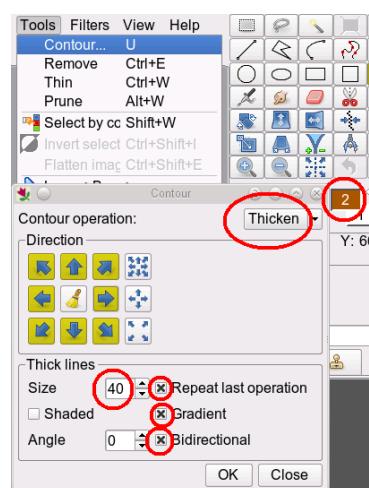 Tools Filters View Help
Contour... U
Remove Ctrl+E
Thin Ctrl+W
Prune Alt+W
Select by cc Shift+W
Invert select Ctrl+Shift+I
Flatten imag Ctrl+Shift+E
Contour
2
Contour operation: Thicken
Y: 6
Direction
Thick lines
Size 40 Repeat last operation
Shaded Gradient
Angle 0 Bidirectional
OK Close